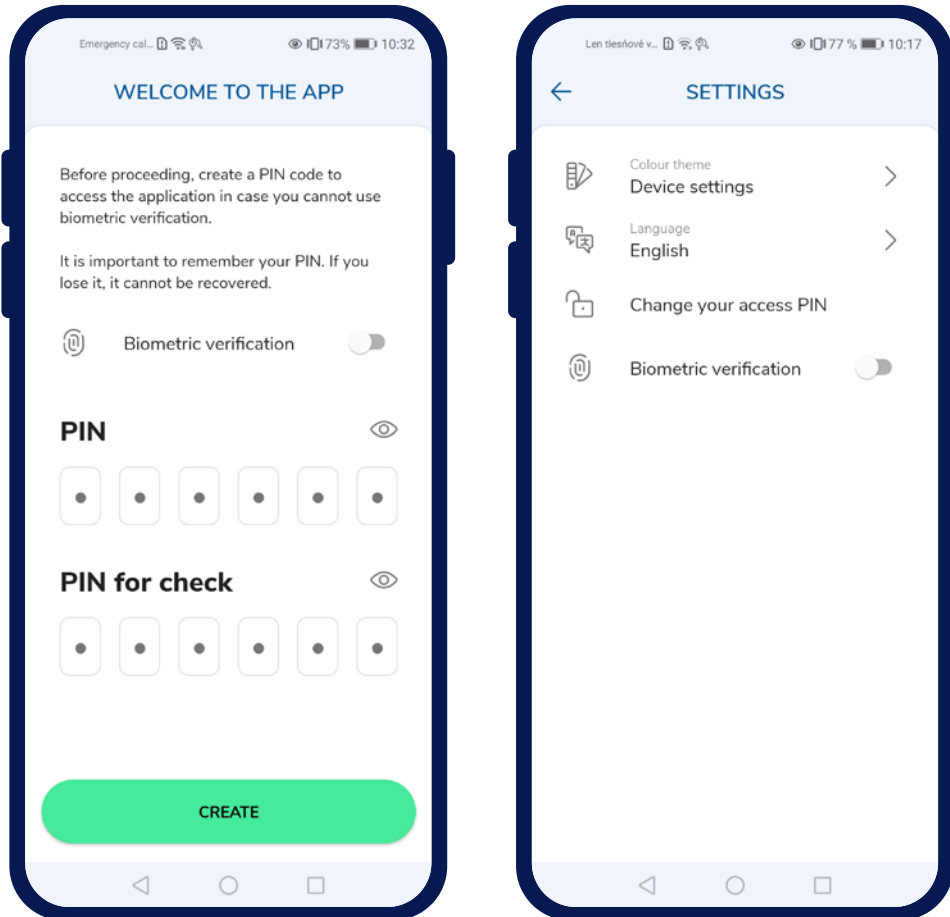 Emergency cal... 73% 10:32
WELCOME TO THE APP
Before proceeding, create a PIN code to
access the application in case you cannot use
biometric verification.
It is important to remember your PIN. If you
lose it, it cannot be recovered.
Biometric verification
PIN
PIN for check
CREATE
Len tiesňové v... 77 % 10:17
SETTINGS
Colour theme
Device settings
Language
English
Change your access PIN
Biometric verification